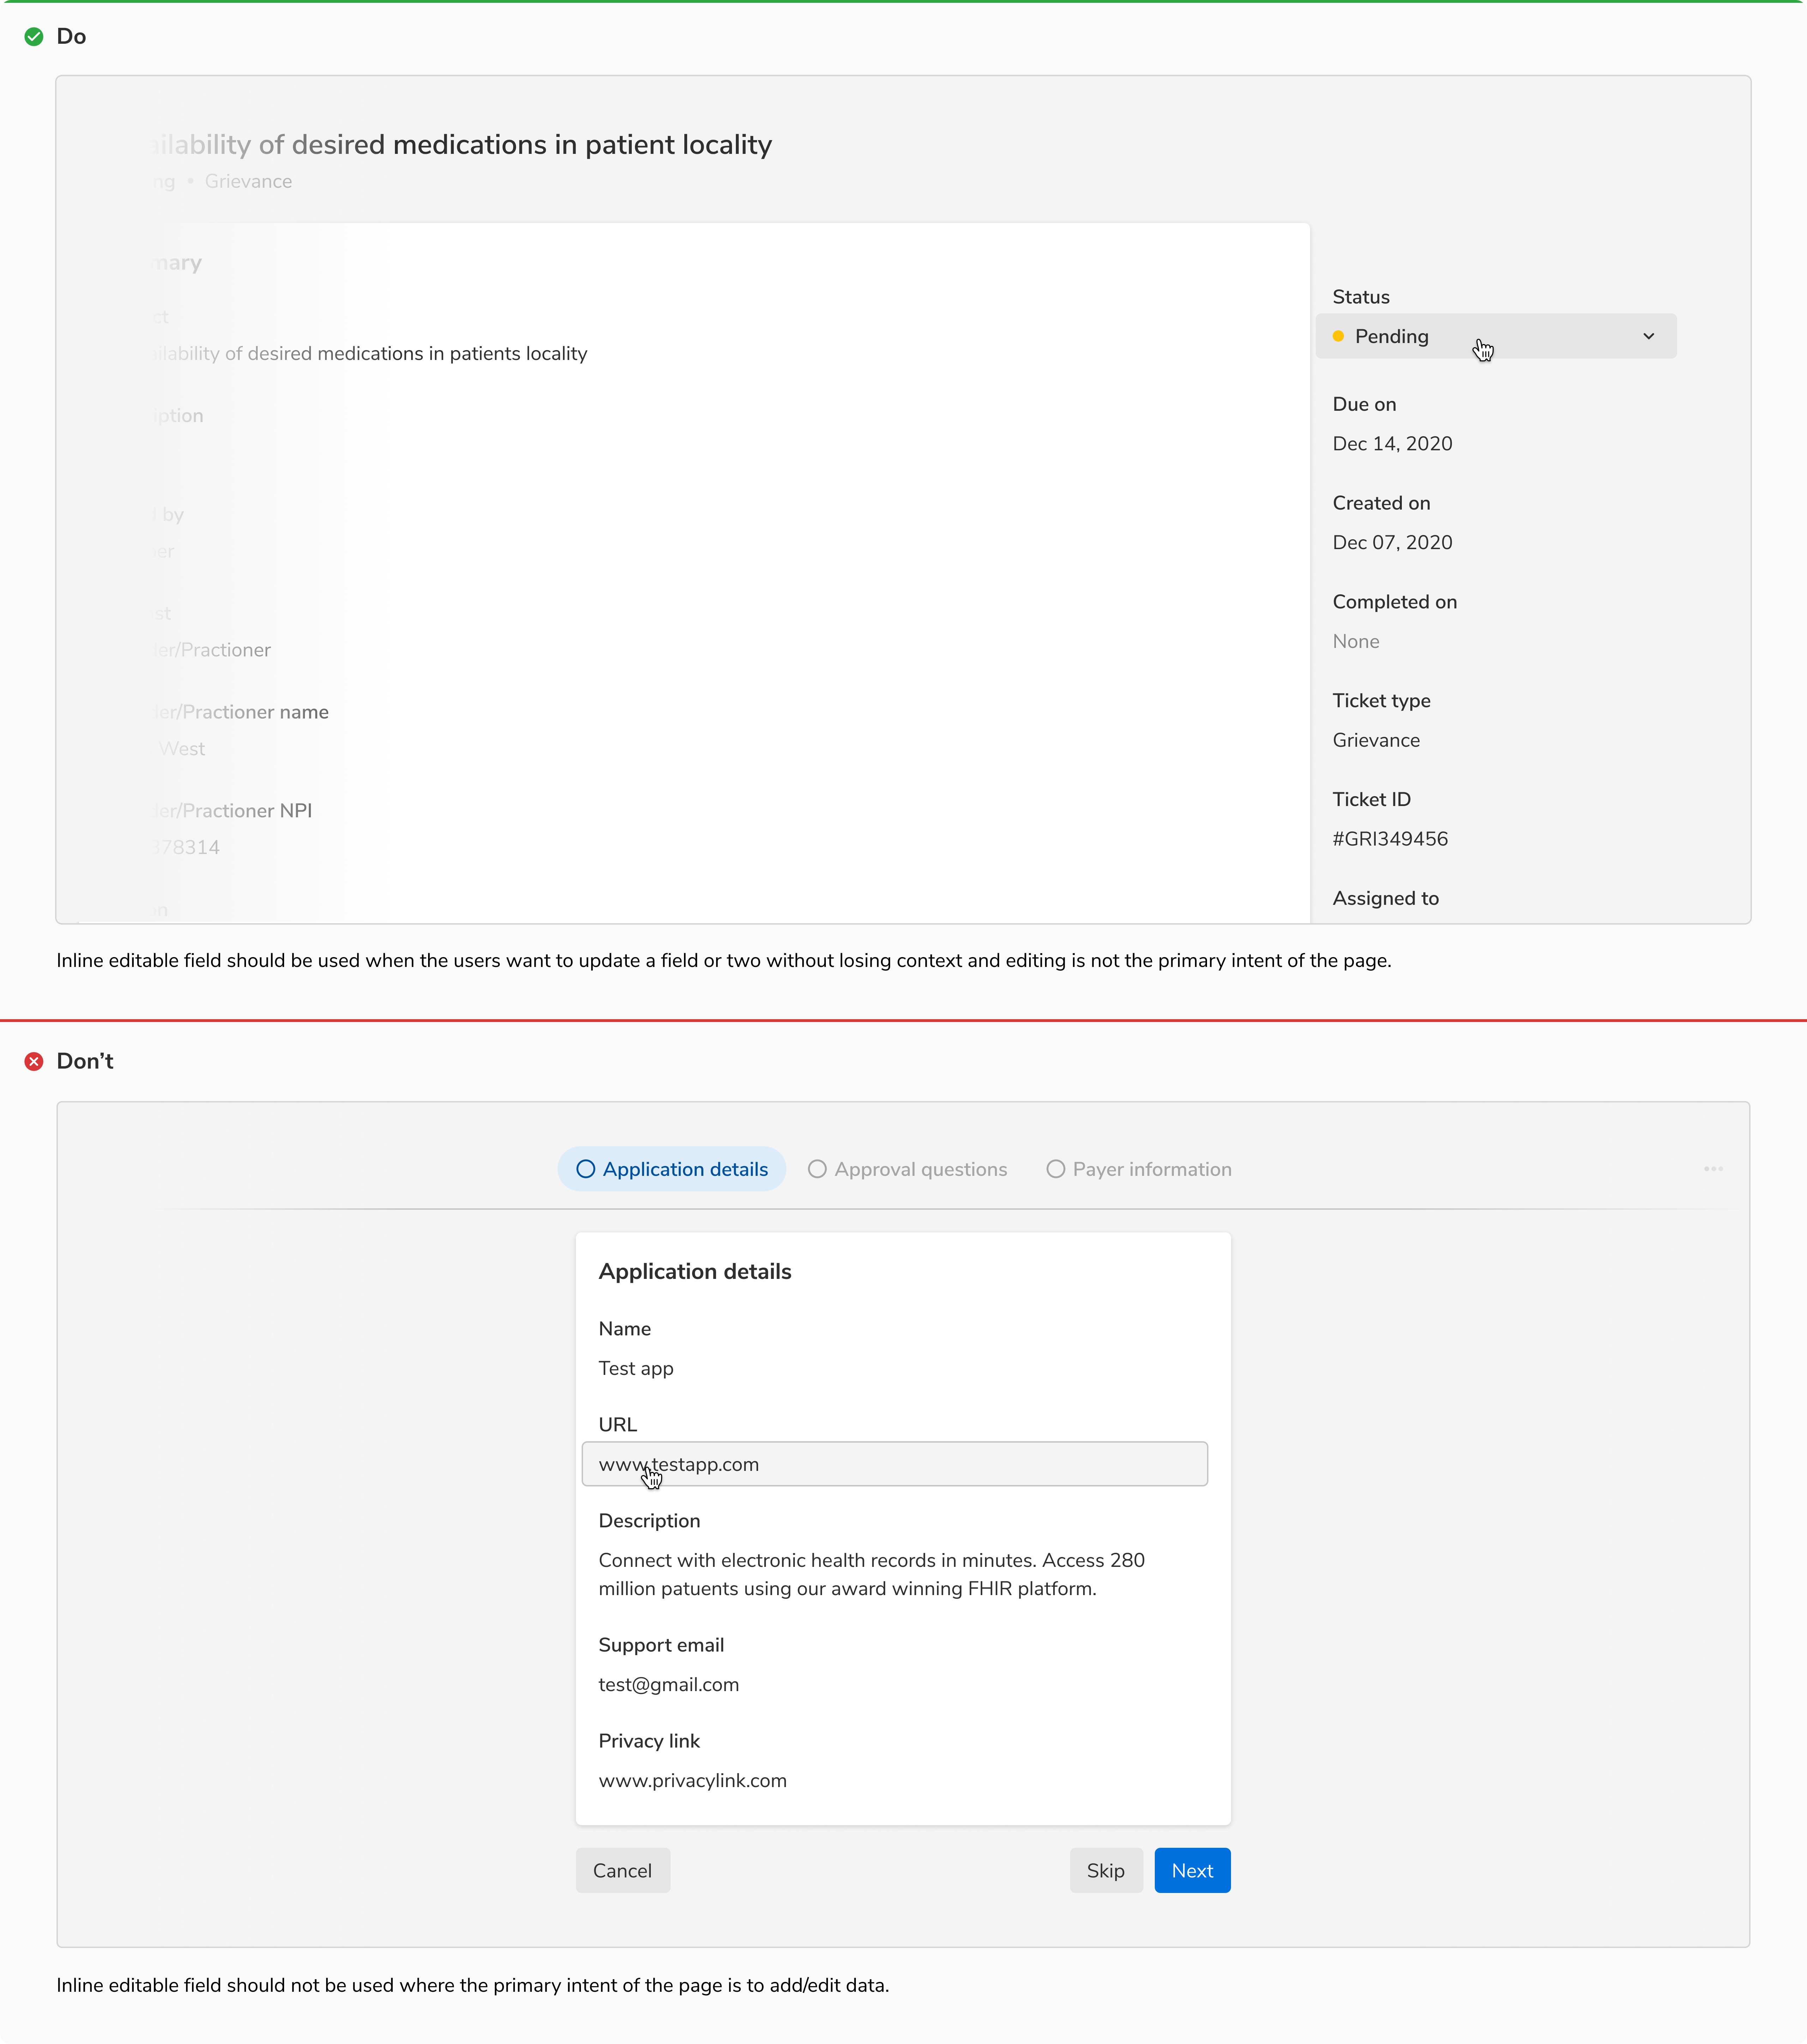 Do
ailability of desired medications in patient locality
ng • Grievance
mary
ct
ilability of desired medications in patients locality
iption
by
er
st
er/Practioner
der/Practioner name
West
der/Practioner NPI
378314
on
Status
Pending
Due on
Dec 14, 2020
Created on
Dec 07, 2020
Completed on
None
Ticket type
Grievance
Ticket ID
#GRI349456
Assigned to
Inline editable field should be used when the users want to update a field or two without losing context and editing is not the primary intent of the page.
Don’t
Application details Approval questions Payer information
Application details
Name
Test app
URL
www.testapp.com
Description
Connect with electronic health records in minutes. Access 280
million patuents using our award winning FHIR platform.
Support email
test@gmail.com
Privacy link
www.privacylink.com
Cancel Skip Next
Inline editable field should not be used where the primary intent of the page is to add/edit data.